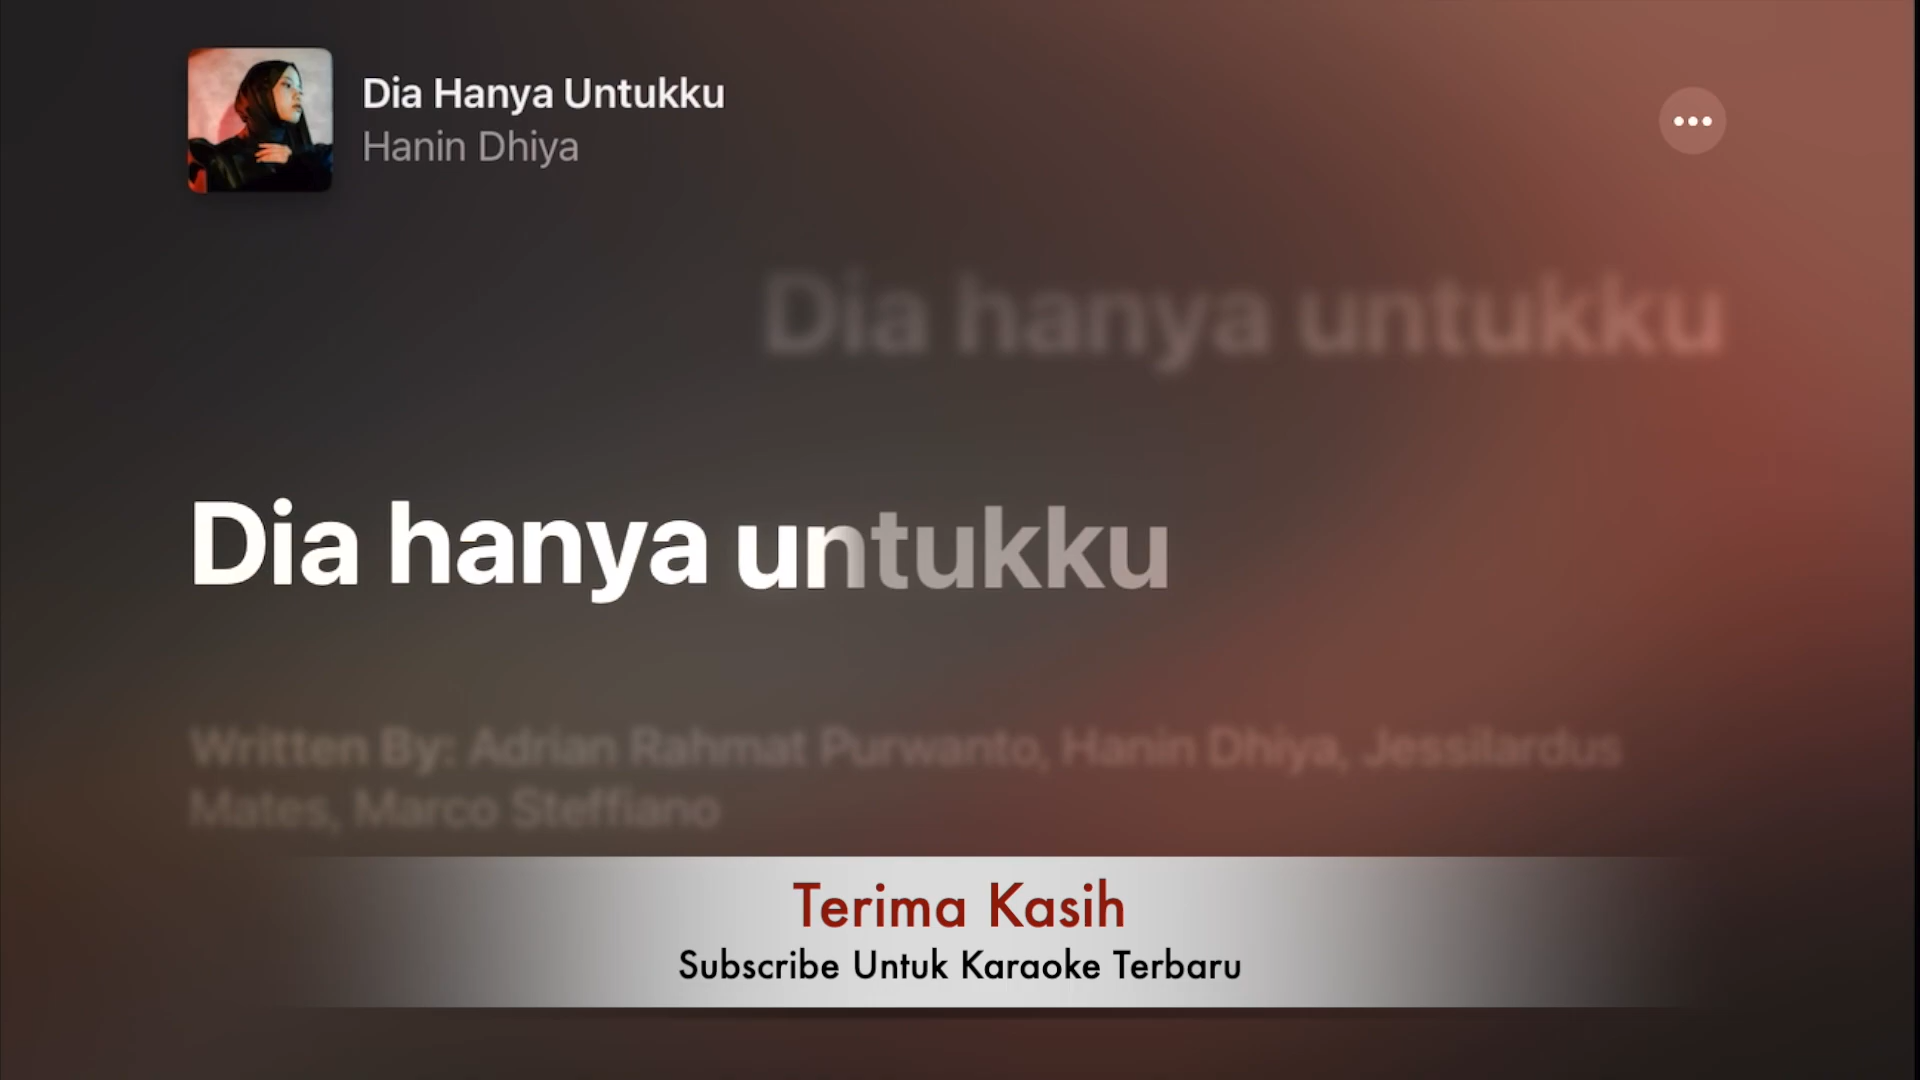 Dia Hanya Untukku
Hanin Dhiya
Dia hanya untukku
Dia hanya untukku
Written By: Adrian Rahmat Purwanto, Hanin Dhiya, Jessilardus
Mates, Marco Steffiano
Terima Kasih
Subscribe Untuk Karaoke Terbaru